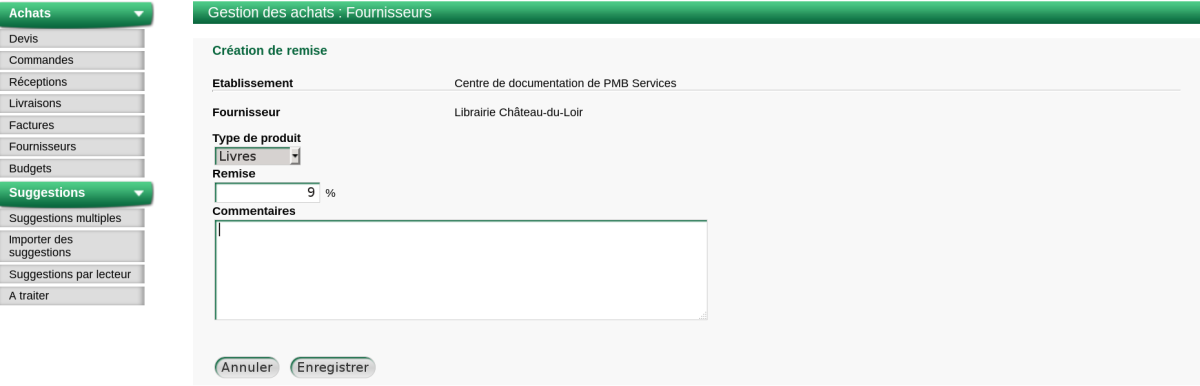 Achats
Devis
Commandes
Réceptions
Livraisons
Factures
Fournisseurs
Budgets
Suggestions
Suggestions multiples
Importer des
suggestions
Suggestions par lecteur
A traiter
Gestion des achats : Fournisseurs
Création de remise
Etablissement Centre de documentation de PMB Services
Fournisseur Librairie Château-du-Loir
Type de produit
Livres
Remise
9 %
Commentaires
Annuler Enregistrer